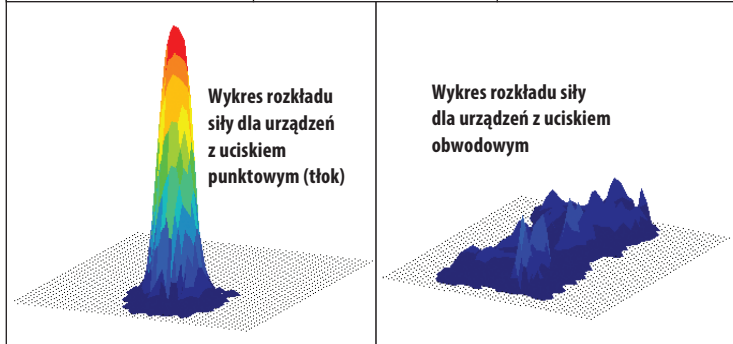 Wykres rozkładu
siły dla urządzeń
z uciskiem
punktowym (tłok)
Wykres rozkładu siły
dla urządzeń z uciskiem
obwodowym